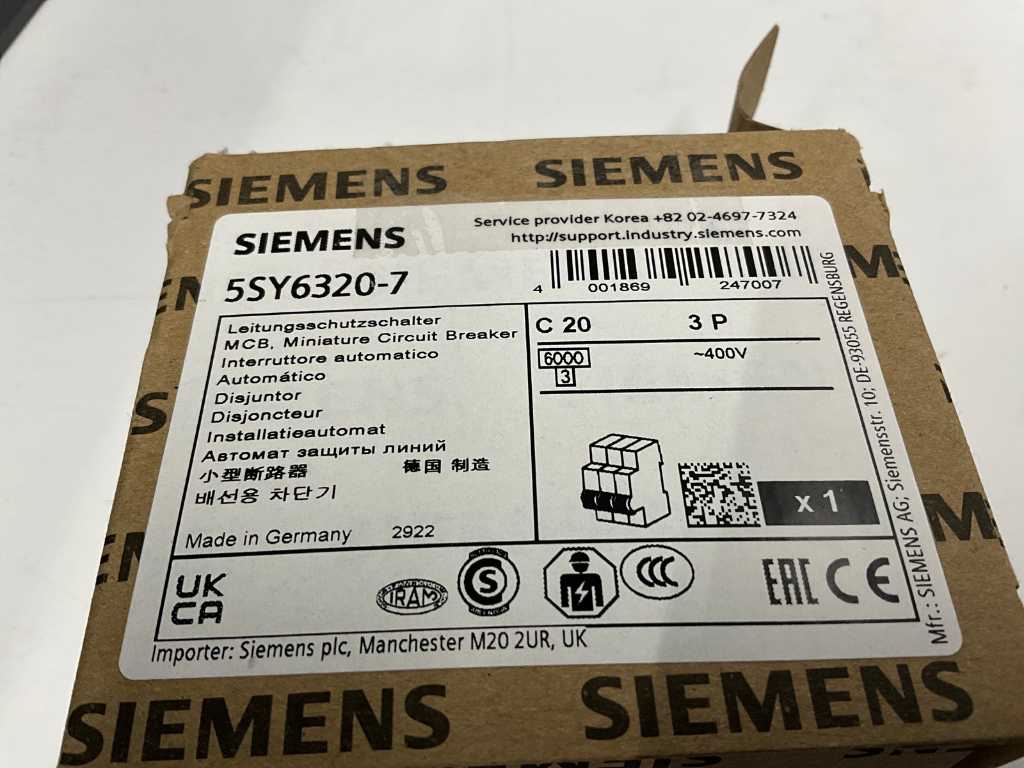 SIEMENS SIEMENS
SIEMENS
Service provider Korea +82 02-4697-7324
http://support.industry.siemens.com
5SY6320-7
4 001869 247007
Leitungsschutzschalter
MCB, Miniature Circuit Breaker
Interruttore automatico
Automático
Disjuntor
Disjoncteur
Installatieautomat
Автомат защиты линий
小型断路器 德国 制造
배선용 차단기
C 20 3 P
6000 ~400V
3
x 1
Made in Germany 2922
UK
CA
IRAM
S
CCC
EAC CE
Importer: Siemens plc, Manchester M20 2UR, UK
Mfr.: SIEMENS AG; Siemensstr. 10; DE-93055 REGENSBURG
SIEMENS SIEMENS